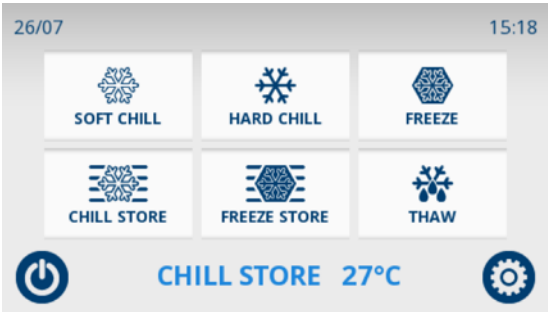 26/07 15:18
SOFT CHILL HARD CHILL FREEZE
CHILL STORE FREEZE STORE THAW
CHILL STORE 27°C